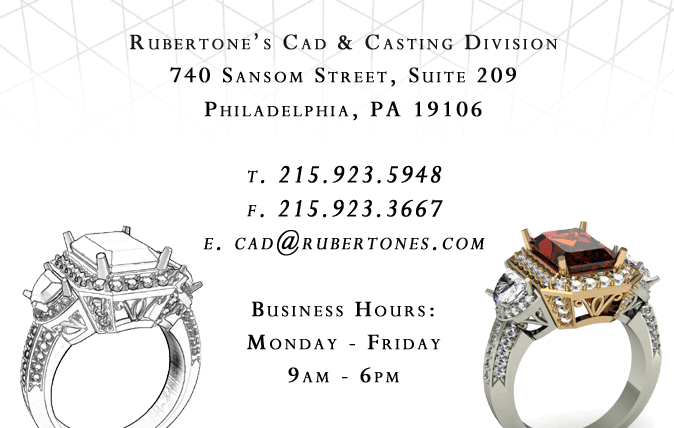 Rubertone's Cad & Casting Division
740 Sansom Street, Suite 209
Philadelphia, PA 19106
t. 215.923.5948
f. 215.923.3667
e. cad@rubertones.com
Business Hours:
Monday - Friday
9am - 6pm